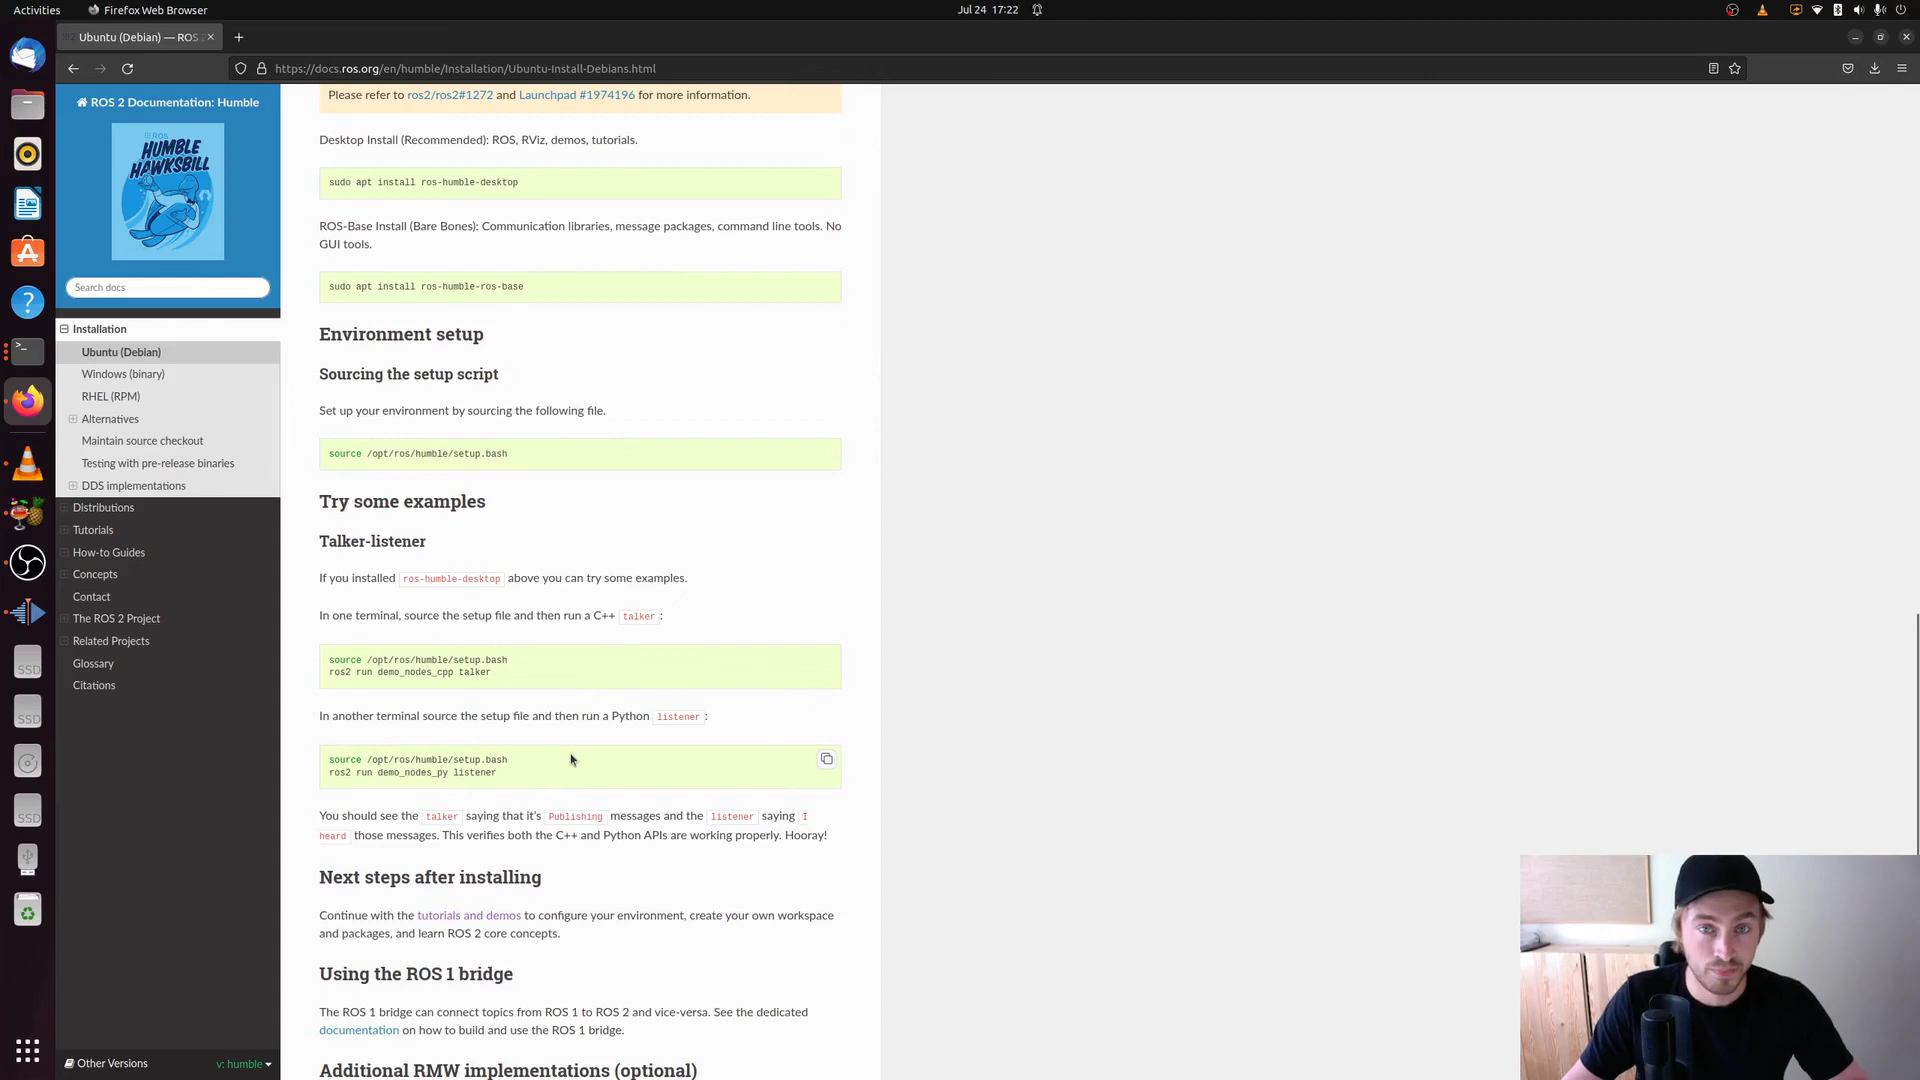 Activities
Firefox Web Browser
Jul 24 17:22
Ubuntu (Debian) — ROS
https://docs.ros.org/en/humble/Installation/Ubuntu-Install-Debians.html
ROS 2 Documentation: Humble
ROS
HUMBLE
HAWKSBILL
Search docs
Installation
Ubuntu (Debian)
Windows (binary)
RHEL (RPM)
Alternatives
Maintain source checkout
Testing with pre-release binaries
DDS implementations
Distributions
Tutorials
How-to Guides
Concepts
Contact
The ROS 2 Project
Related Projects
Glossary
Citations
Other Versions
v: humble
Please refer to ros2/ros2#1272 and Launchpad #1974196 for more information.
Desktop Install (Recommended): ROS, RViz, demos, tutorials.
sudo apt install ros-humble-desktop
ROS-Base Install (Bare Bones): Communication libraries, message packages, command line tools. No
GUI tools.
sudo apt install ros-humble-ros-base
Environment setup
Sourcing the setup script
Set up your environment by sourcing the following file.
source /opt/ros/humble/setup.bash
Try some examples
Talker-listener
If you installed ros-humble-desktop above you can try some examples.
In one terminal, source the setup file and then run a C++ talker :
source /opt/ros/humble/setup.bash
ros2 run demo_nodes_cpp talker
In another terminal source the setup file and then run a Python listener :
source /opt/ros/humble/setup.bash
ros2 run demo_nodes_py listener
You should see the talker saying that it's Publishing messages and the listener saying I
heard those messages. This verifies both the C++ and Python APIs are working properly. Hooray!
Next steps after installing
Continue with the tutorials and demos to configure your environment, create your own workspace
and packages, and learn ROS 2 core concepts.
Using the ROS 1 bridge
The ROS 1 bridge can connect topics from ROS 1 to ROS 2 and vice-versa. See the dedicated
documentation on how to build and use the ROS 1 bridge.
Additional RMW implementations (optional)
SSD
SSD
SSD